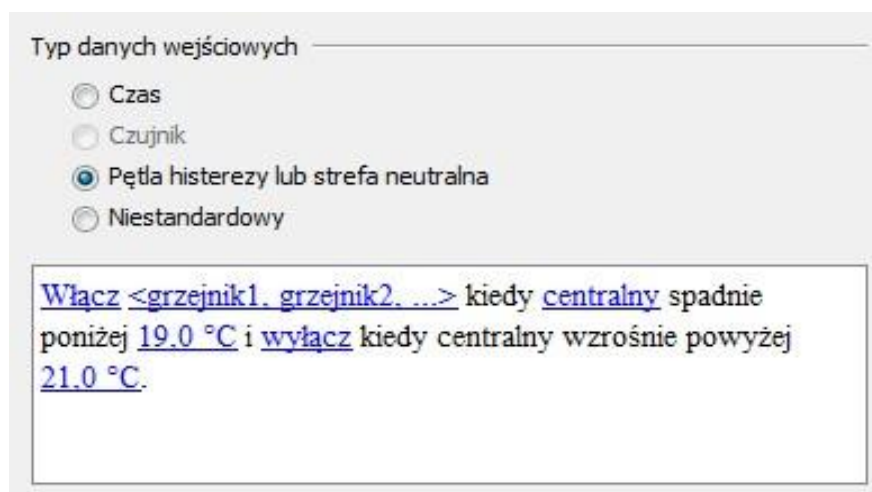 Typ danych wejściowych
Czas
Czujnik
Pętla histerezy lub strefa neutralna
Niestandardowy
Włącz <grzejnik1, grzejnik2, ...> kiedy centralny spadnie
poniżej 19,0 °C i wyłącz kiedy centralny wzrośnie powyżej
21,0 °C.